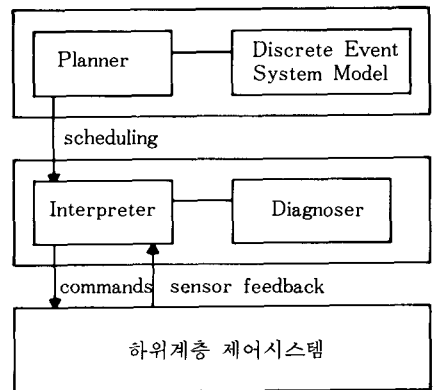 Planner
Discrete Event
System Model
scheduling
Interpreter
Diagnoser
commands
sensor feedback
하위계층 제어시스템